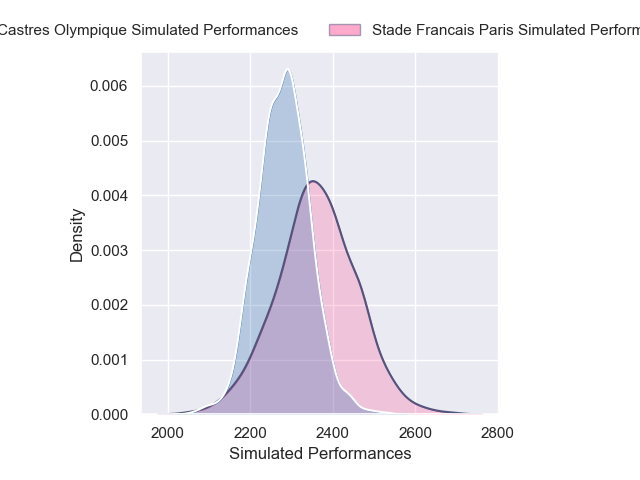 Castres Olympique Simulated Performances
Stade Francais Paris Simulated Perform
0.006
0.005
0.004
0.003
0.002
0.001
0.000
Density
2000 2200 2400 2600 2800
Simulated Performances